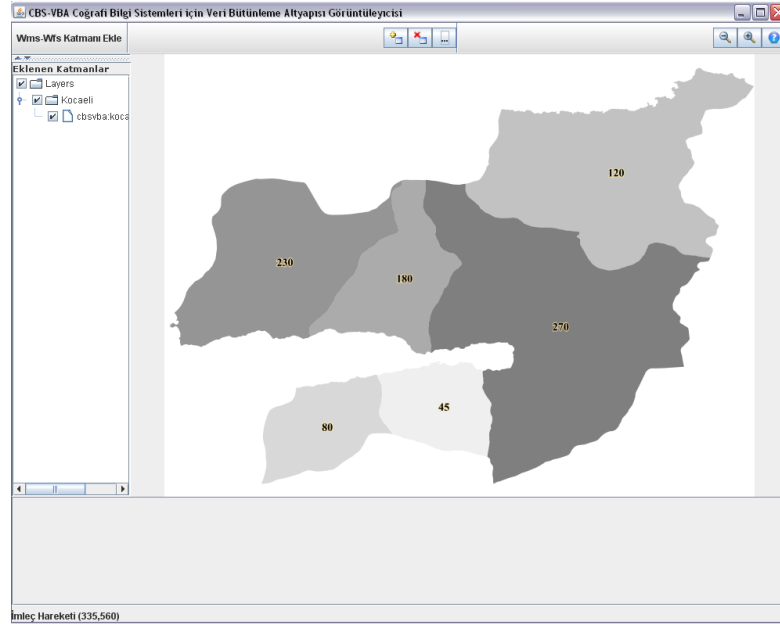 CBS-VBA Coğrafi Bilgi Sistemleri için Veri Bütünleme Altyapısı Görüntüleyicisi
Wms-Wfs Katmanı Ekle
Eklenen Katmanlar
Layers
Kocaeli
cbsvba:koca
120
230
180
270
45
80
İmleç Hareketi (335,560)